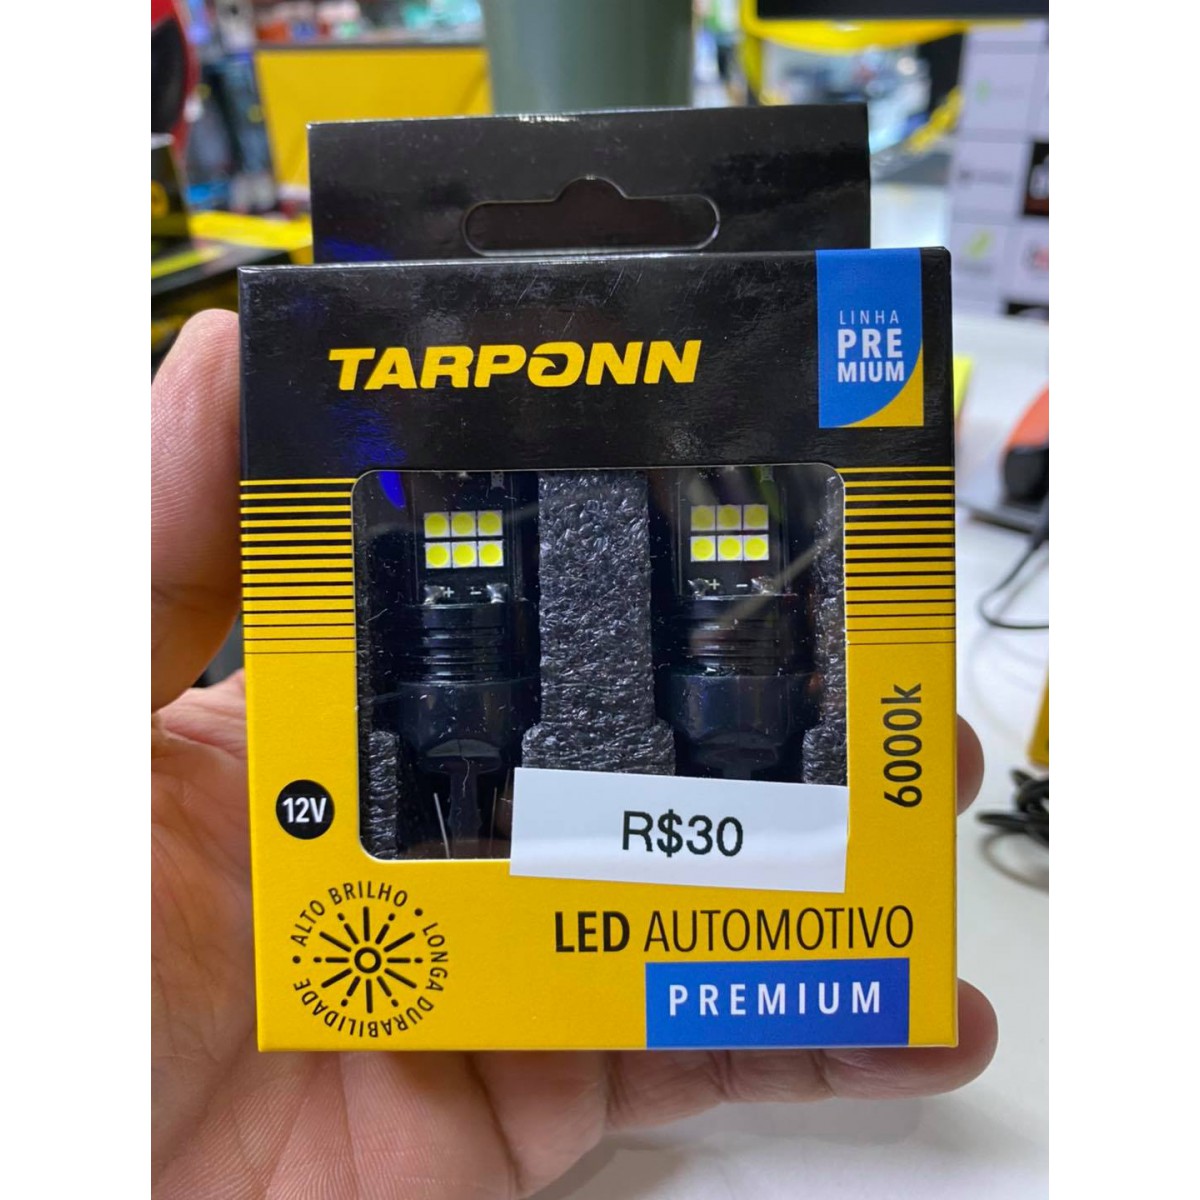 TARPONN
LINHA
PRE
MIUM
+ -
+ -
6000k
12V
R$30
ALTO BRILHO • LONGA DURABILIDADE •
LED AUTOMOTIVO
PREMIUM